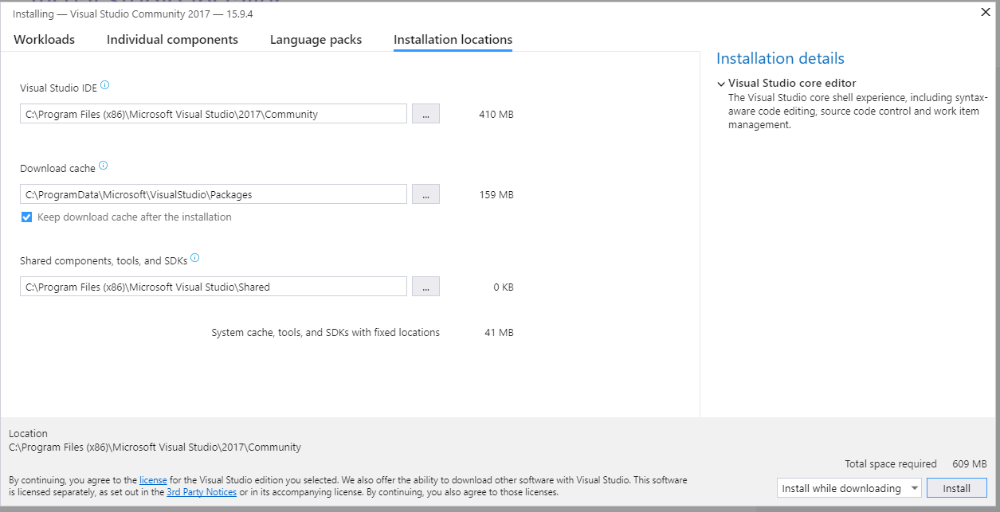 Installing — Visual Studio Community 2017 — 15.9.4
Workloads Individual components Language packs Installation locations
Visual Studio IDE
C:\Program Files (x86)\Microsoft Visual Studio\2017\Community ... 410 MB
Download cache
C:\ProgramData\Microsoft\VisualStudio\Packages ... 159 MB
Keep download cache after the installation
Shared components, tools, and SDKs
C:\Program Files (x86)\Microsoft Visual Studio\Shared ... 0 KB
System cache, tools, and SDKs with fixed locations 41 MB
Installation details
Visual Studio core editor
The Visual Studio core shell experience, including syntax-
aware code editing, source code control and work item
management.
Location
C:\Program Files (x86)\Microsoft Visual Studio\2017\Community
Total space required 609 MB
By continuing, you agree to the license for the Visual Studio edition you selected. We also offer the ability to download other software with Visual Studio. This software
is licensed separately, as set out in the 3rd Party Notices or in its accompanying license. By continuing, you also agree to those licenses.
Install while downloading Install